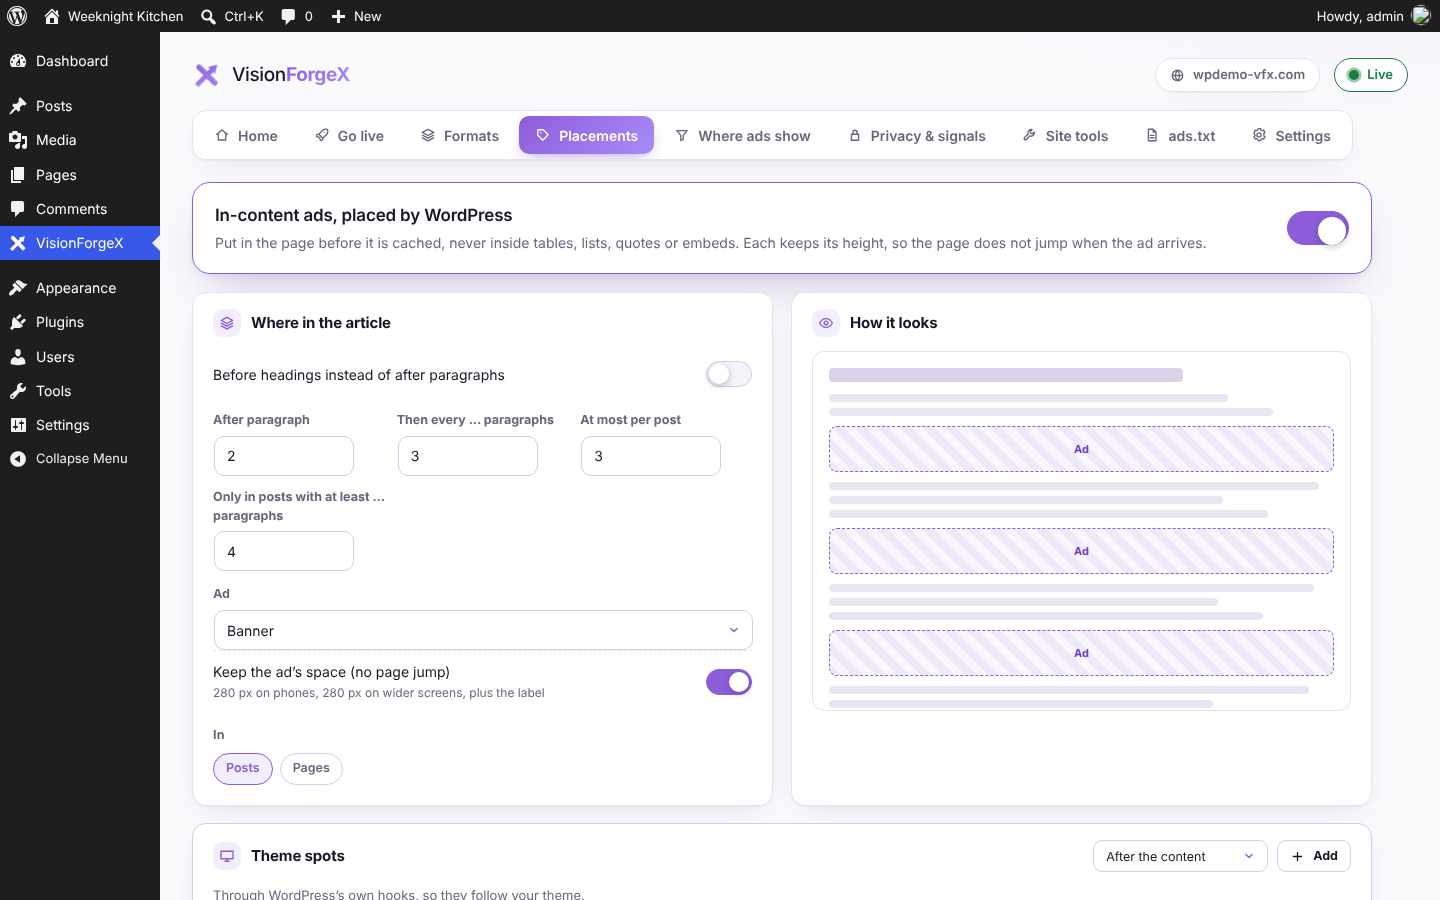 Weeknight Kitchen
Ctrl+K
0
New
Howdy, admin
Dashboard
Posts
Media
Pages
Comments
VisionForgeX
Appearance
Plugins
Users
Tools
Settings
Collapse Menu
VisionForgeX
wpdemo-vfx.com
Live
Home
Go live
Formats
Placements
Where ads show
Privacy & signals
Site tools
ads.txt
Settings
In-content ads, placed by WordPress
Put in the page before it is cached, never inside tables, lists, quotes or embeds. Each keeps its height, so the page does not jump when the ad arrives.
Where in the article
Before headings instead of after paragraphs
After paragraph
Then every ... paragraphs
At most per post
2
3
3
Only in posts with at least ...
paragraphs
4
Ad
Banner
Keep the ad's space (no page jump)
280 px on phones, 280 px on wider screens, plus the label
In
Posts
Pages
How it looks
Ad
Ad
Ad
Theme spots
After the content
Add
Through WordPress's own hooks, so they follow your theme.